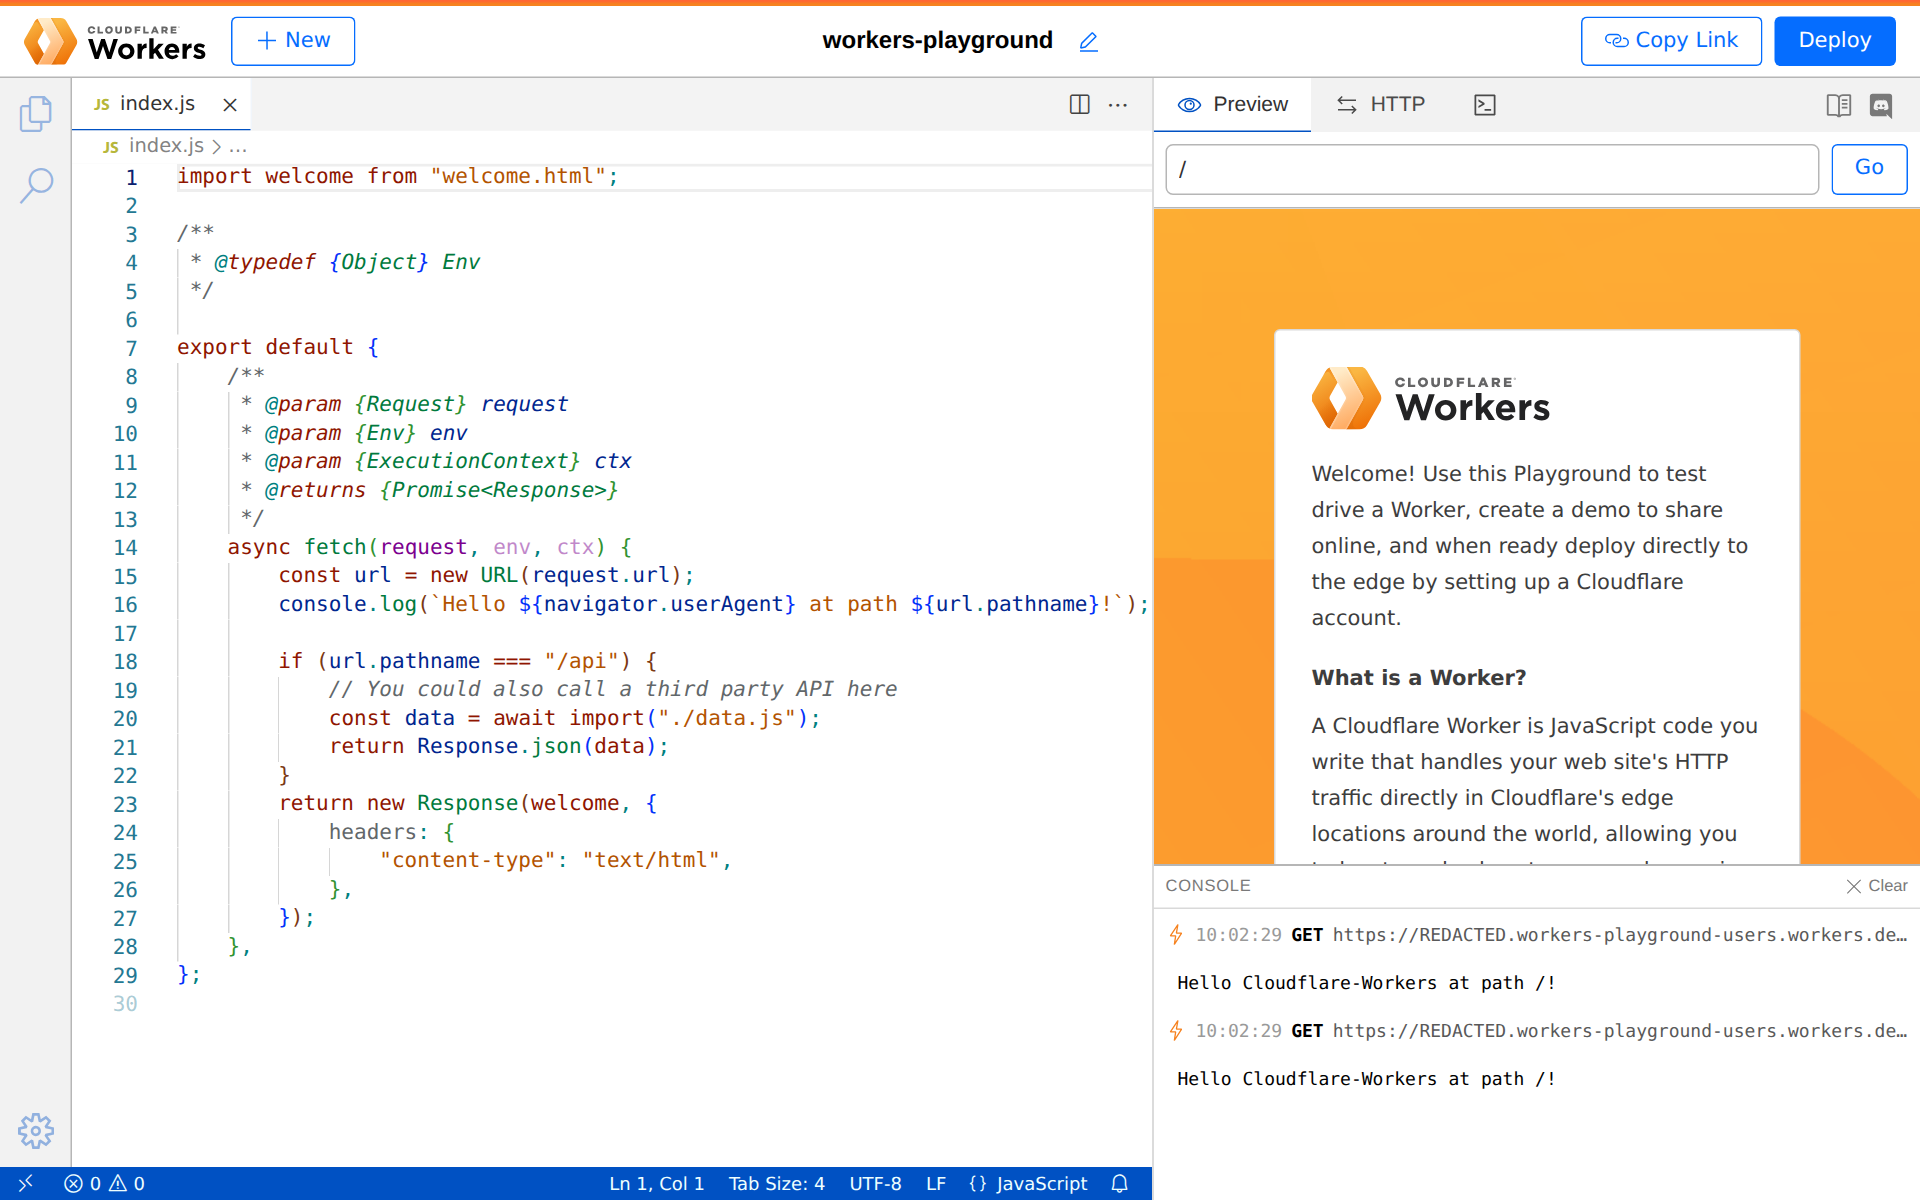 CLOUDFLARE
Workers
New
workers-playground
Copy Link
Deploy
JS index.js
JS index.js > ...
1 import welcome from "welcome.html";
2
3 /**
4  * @typedef {Object} Env
5  */
6
7 export default {
8     /**
9      * @param {Request} request
10      * @param {Env} env
11      * @param {ExecutionContext} ctx
12      * @returns {Promise<Response>}
13      */
14     async fetch(request, env, ctx) {
15         const url = new URL(request.url);
16         console.log(`Hello ${navigator.userAgent} at path ${url.pathname}!`);
17
18         if (url.pathname === "/api") {
19             // You could also call a third party API here
20             const data = await import("./data.js");
21             return Response.json(data);
22         }
23         return new Response(welcome, {
24             headers: {
25                 "content-type": "text/html",
26             },
27         });
28     },
29 };
30
0 0
Ln 1, Col 1 Tab Size: 4 UTF-8 LF {} JavaScript
Preview HTTP
/
Go
CLOUDFLARE
Workers
Welcome! Use this Playground to test
drive a Worker, create a demo to share
online, and when ready deploy directly to
the edge by setting up a Cloudflare
account.
What is a Worker?
A Cloudflare Worker is JavaScript code you
write that handles your web site's HTTP
traffic directly in Cloudflare's edge
locations around the world, allowing you
CONSOLE
Clear
10:02:29 GET https://REDACTED.workers-playground-users.workers.de…
Hello Cloudflare-Workers at path /!
10:02:29 GET https://REDACTED.workers-playground-users.workers.de…
Hello Cloudflare-Workers at path /!